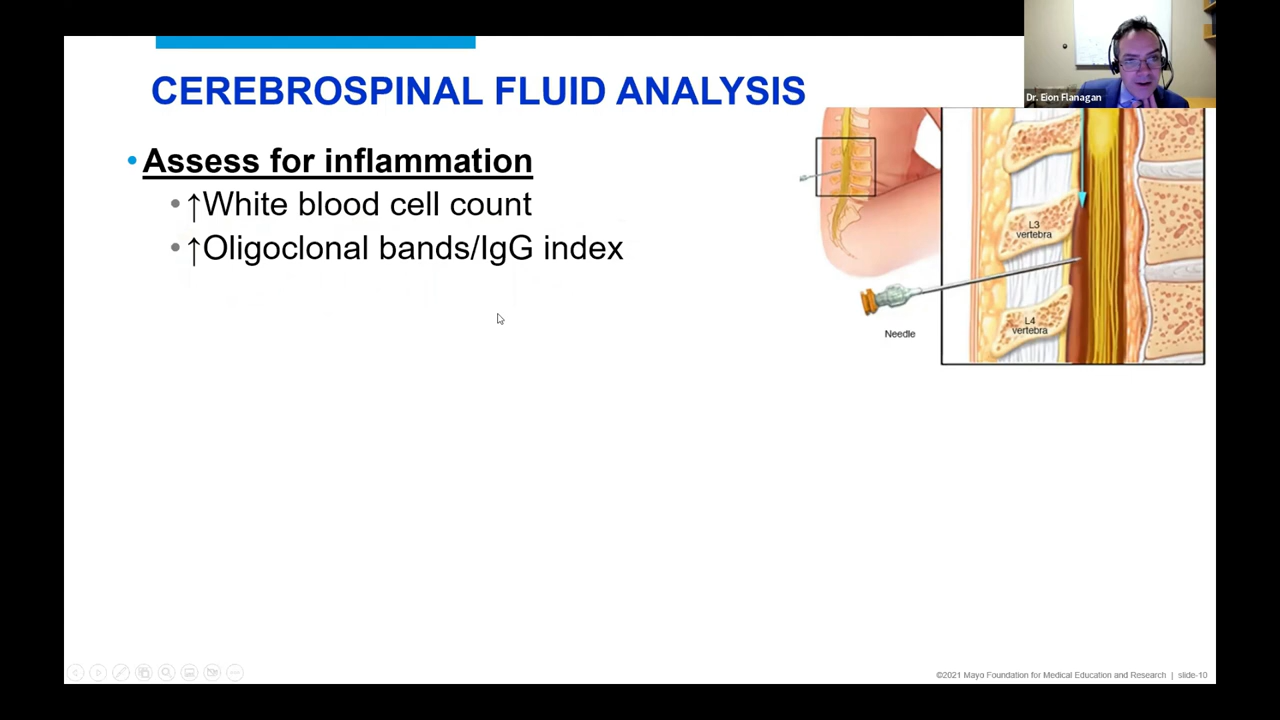 CEREBROSPINAL FLUID ANALYSIS
Dr. Eion Flanagan
• Assess for inflammation
• ↑White blood cell count
• ↑Oligoclonal bands/IgG index
L3
vertebra
L4
vertebra
Needle
©2021 Mayo Foundation for Medical Education and Research | slide-10